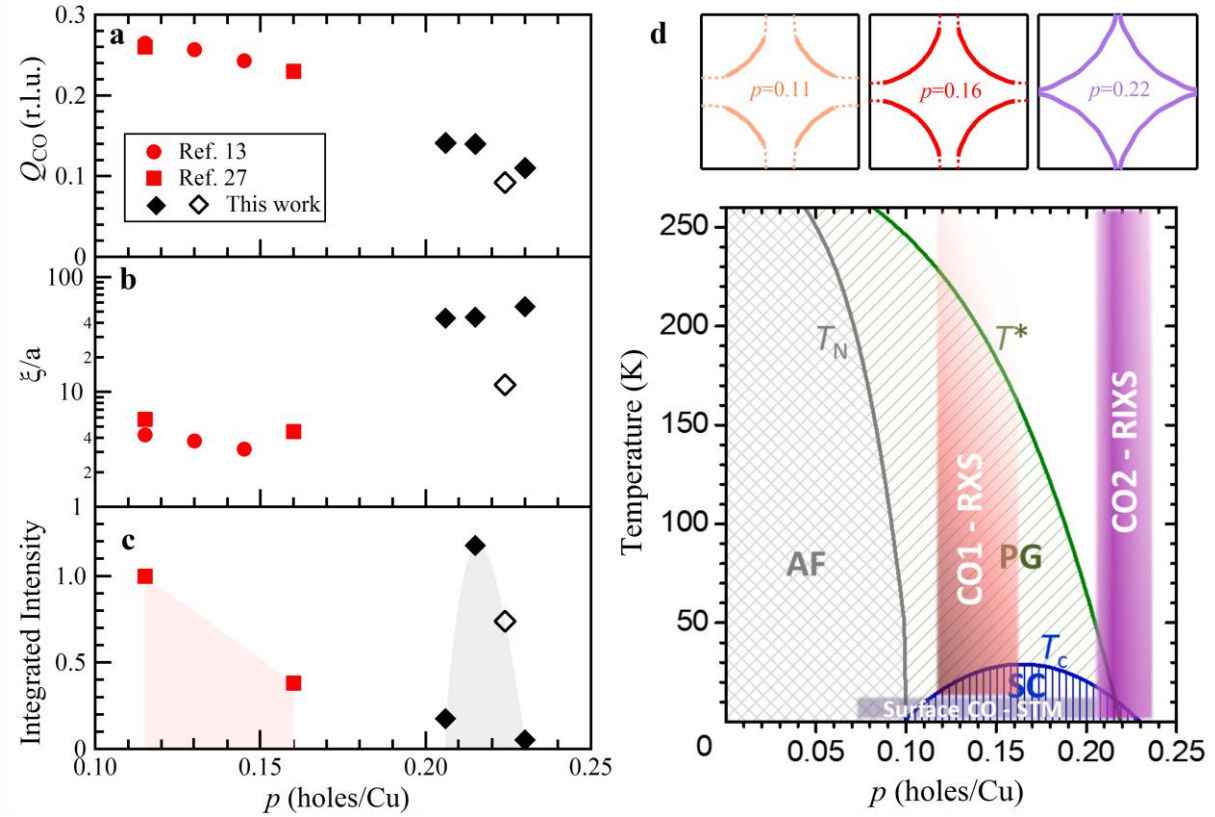 a
Q_CO (r.l.u.)
0.3
0.2
0.1
0
Ref. 13
Ref. 27
This work
b
ξ/a
100
4
2
10
4
2
1
c
Integrated Intensity
1.0
0.5
0
0.10
0.15
0.20
0.25
p (holes/Cu)
d
p=0.11
p=0.16
p=0.22
Temperature (K)
250
200
150
100
50
0
T_N
T*
AF
CO1 - RXS
PG
CO2 - RIXS
T_c
SC
Surface CO - STM
0.05
0.10
0.15
0.20
0.25
p (holes/Cu)